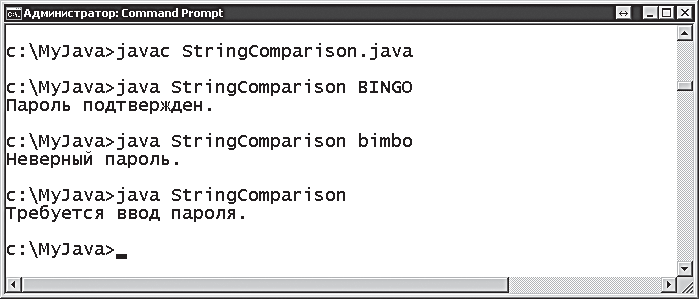 Администратор: Command Prompt
c:\MyJava>javac StringComparison.java
c:\MyJava>java StringComparison BINGO
Пароль подтвержден.
c:\MyJava>java StringComparison bimbo
Неверный пароль.
c:\MyJava>java StringComparison
Требуется ввод пароля.
c:\MyJava>